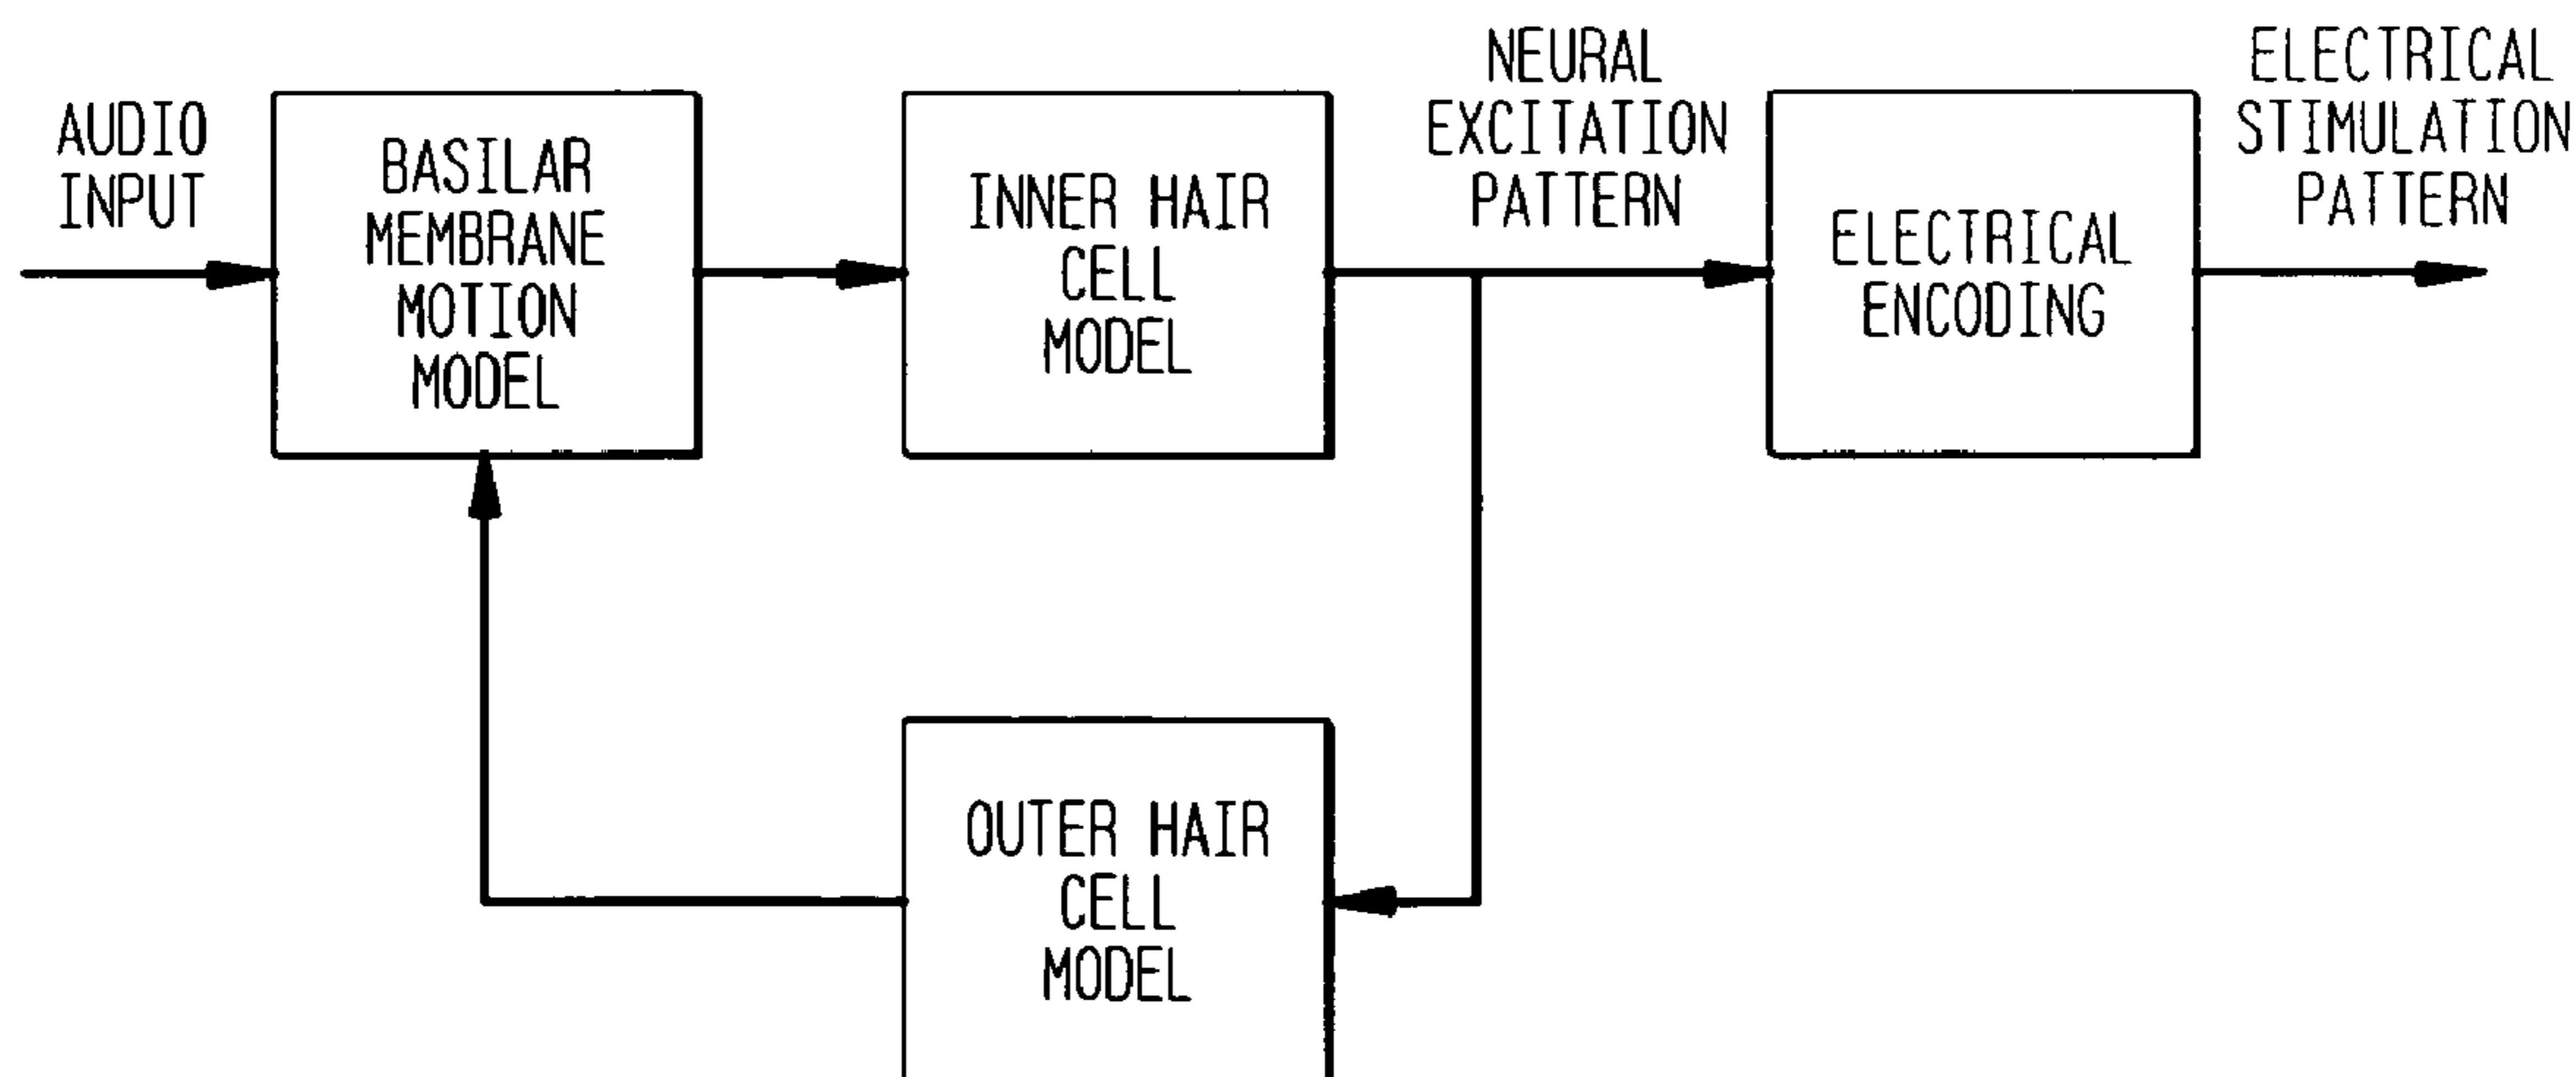 AUDIO
INPUT
BASILAR
MEMBRANE
MOTION
MODEL
INNER HAIR
CELL
MODEL
NEURAL
EXCITATION
PATTERN
ELECTRICAL
ENCODING
ELECTRICAL
STIMULATION
PATTERN
OUTER HAIR
CELL
MODEL